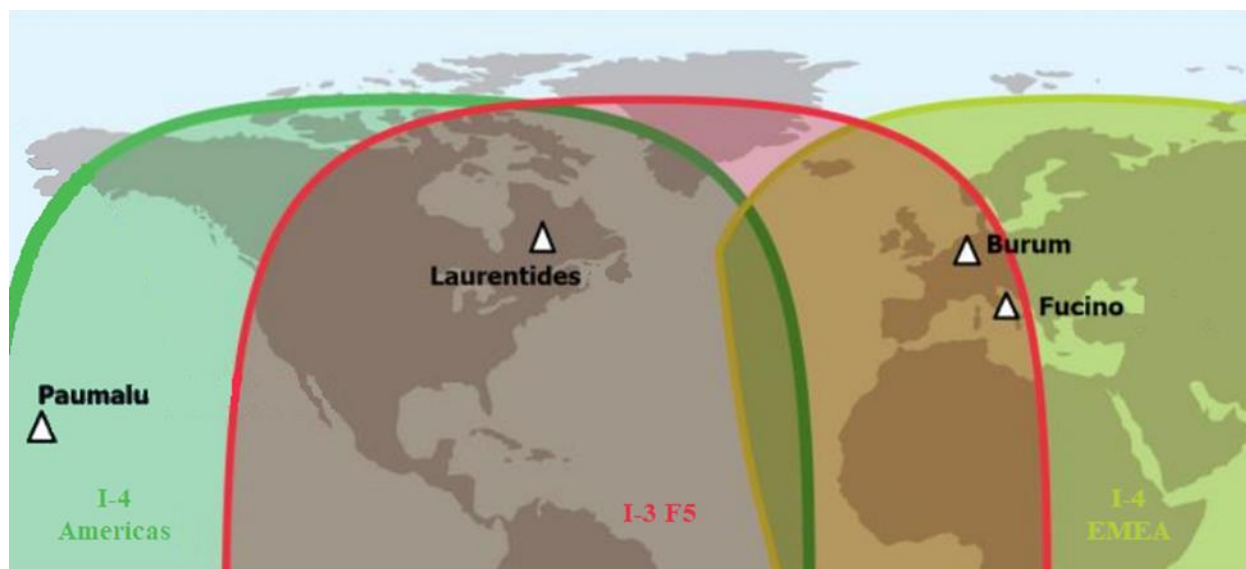 Laurentides
Burum
Fucino
Paumalu
I-4
Americas
I-3 F5
I-4
EMEA